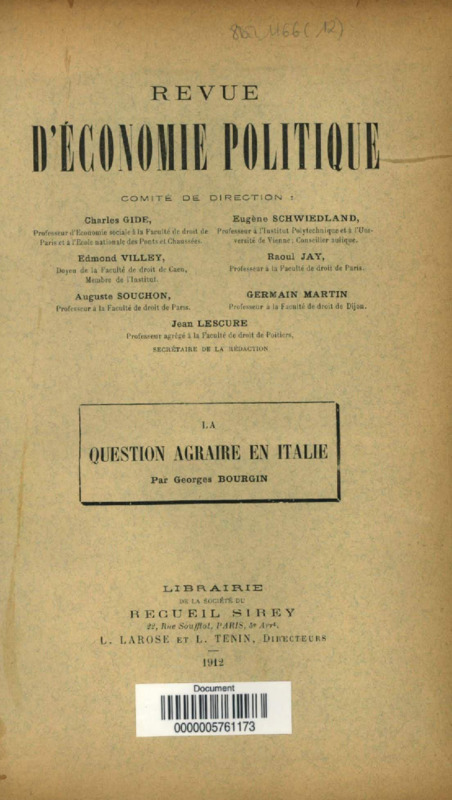 REVUE
D'ÉCONOMIE POLITIQUE
COMITÉ DE DIRECTION :
Charles GIDE,
Professeur d'Economie sociale à la Faculté de droit de
Paris et à l'Ecole nationale des Ponts et Chaussées.
Eugène SCHWIEDLAND,
Professeur à l'Institut Polytechnique et à l'Uni-
versité de Vienne; Conseiller aulique.
Edmond VILLEY,
Doyen de la Faculté de droit de Caen,
Membre de l'Institut.
Raoul JAY,
Professeur à la Faculté de droit de Paris.
Auguste SOUCHON,
Professeur à la Faculté de droit de Paris.
GERMAIN MARTIN
Professeur à la Faculté de droit de Dijon.
Jean LESCURE
Professeur agrégé à la Faculté de droit de Poitiers,
SECRÉTAIRE DE LA RÉDACTION
LA
QUESTION AGRAIRE EN ITALIE
Par Georges BOURGIN
LIBRAIRIE
DE LA SOCIÉTÉ DU
RECUEIL SIREY
22, Rue Soufflot, PARIS, 5e Arrt.
L. LAROSE ET L. TENIN, DIRECTEURS
1912
Document
0000005761173